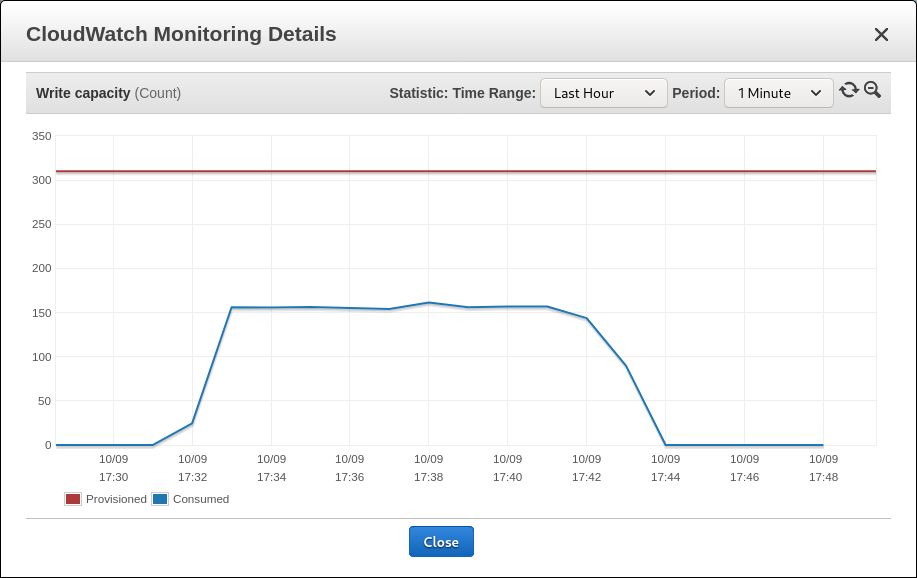 CloudWatch Monitoring Details
Write capacity (Count) Statistic: Time Range: Last Hour Period: 1 Minute
350
300
250
200
150
100
50
0
10/09 10/09 10/09 10/09 10/09 10/09 10/09 10/09 10/09 10/09
17:30 17:32 17:34 17:36 17:38 17:40 17:42 17:44 17:46 17:48
Provisioned Consumed
Close